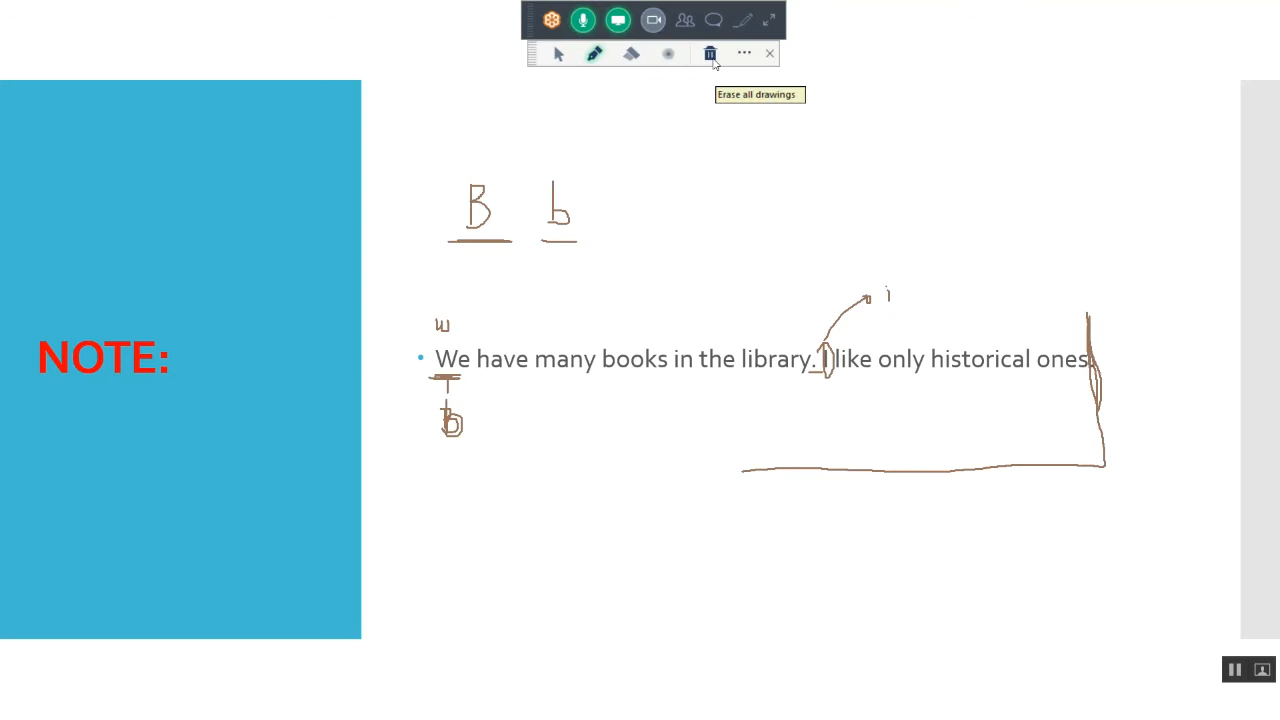 Erase all drawings
B b
i
w
NOTE:
• We have many books in the library. I like only historical ones.
b